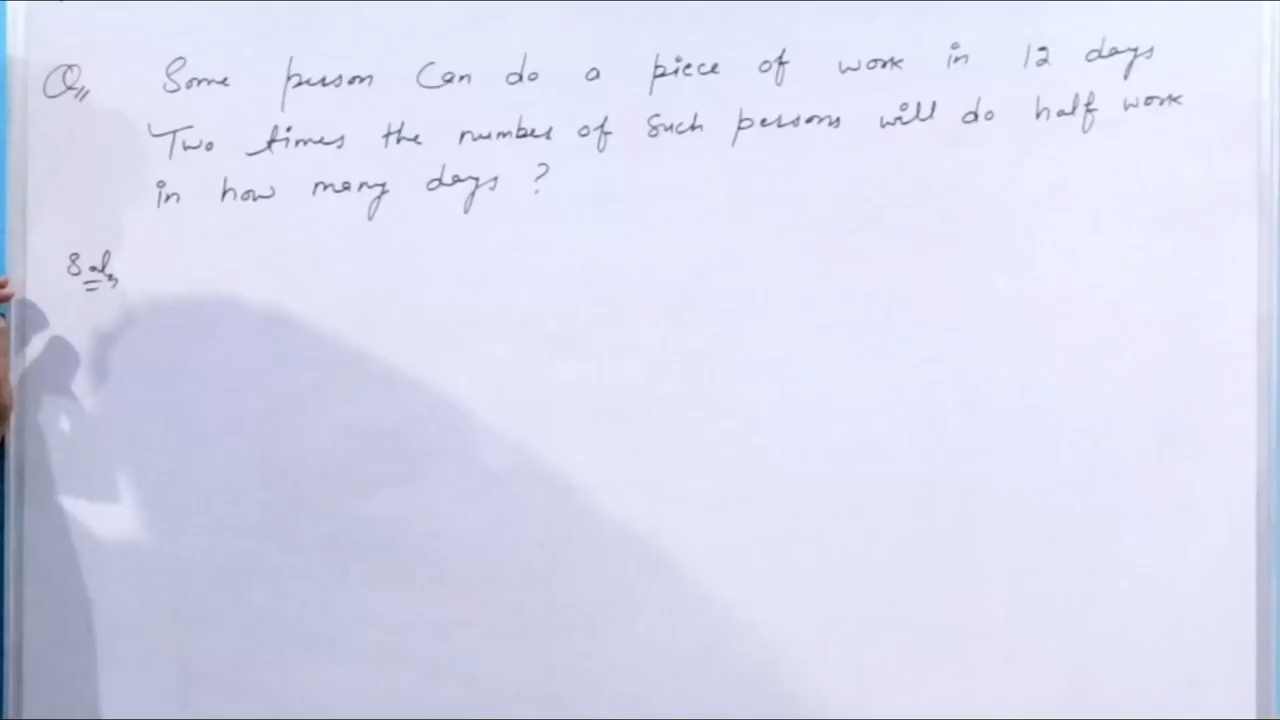 Q,, Some person Can do a piece of work in 12 days
Two times the number of such persons will do half work
in how many days ?
Sol,